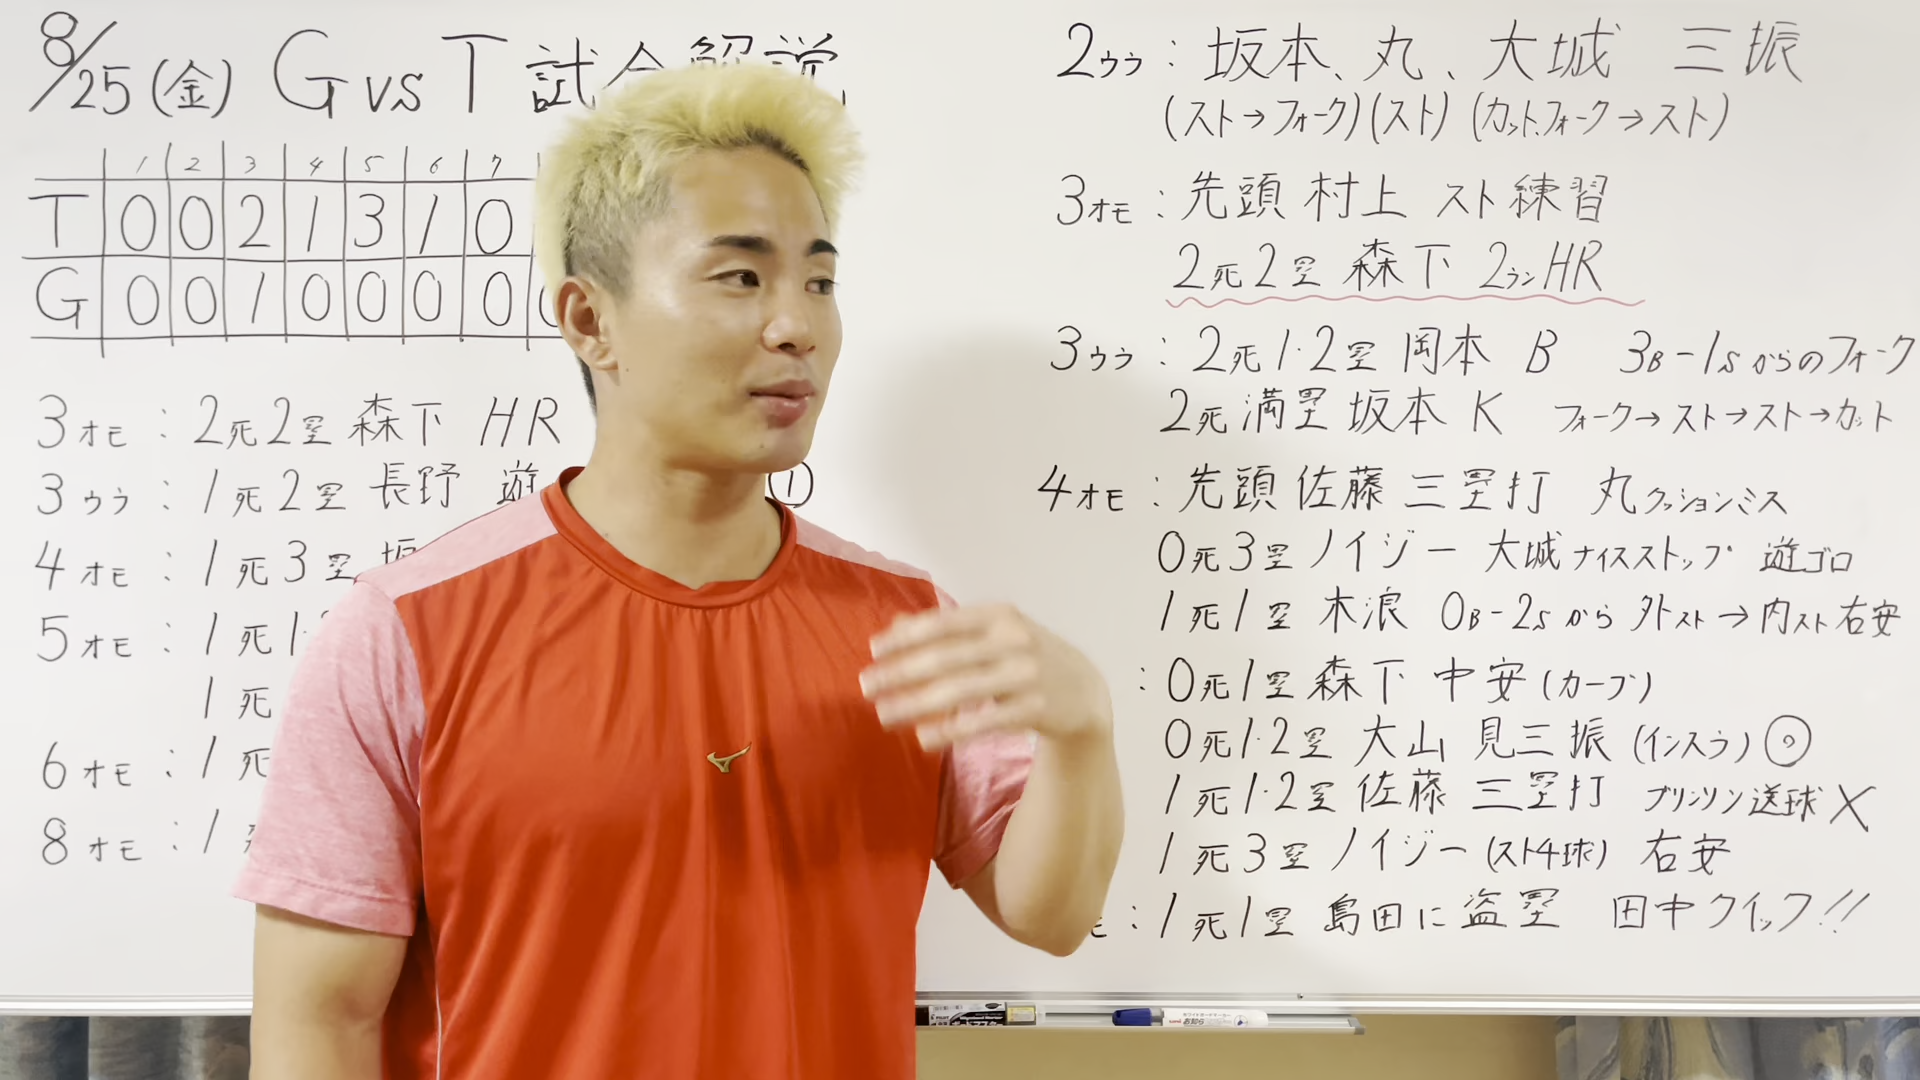 8/25(金) G vs T 試合解説
1 2 3 4 5 6 7
T 0 0 2 1 3 1 0
G 0 0 1 0 0 0 0
3オモ：2死2塁 森下 HR
3ウラ：1死2塁 長野 遊 ①
4オモ：1死3塁
5オモ：1死1
1死
6オモ：1死
8オモ：1
2ウラ：坂本、丸、大城 三振
(スト→フォーク)(スト)(カット.フォーク→スト)
3オモ：先頭 村上 スト練習
2死2塁 森下 2ランHR
3ウラ：2死1・2塁 岡本 B 3B-1Sからのフォーク
2死満塁 坂本 K フォーク→スト→スト→カット
4オモ：先頭 佐藤 三塁打 丸クッションミス
0死3塁 ノイジー 大城ナイスストップ 遊ゴロ
1死1塁 木浪 0B-2Sから 外スト→内スト右安
：0死1塁 森下 中安(カーブ)
0死1・2塁 大山 見三振(インスラ)◎
1死1・2塁 佐藤 三塁打 ブリンソン送球X
1死3塁 ノイジー(スト4球) 右安
モ：1死1塁 島田に盗塁 田中クイック!!